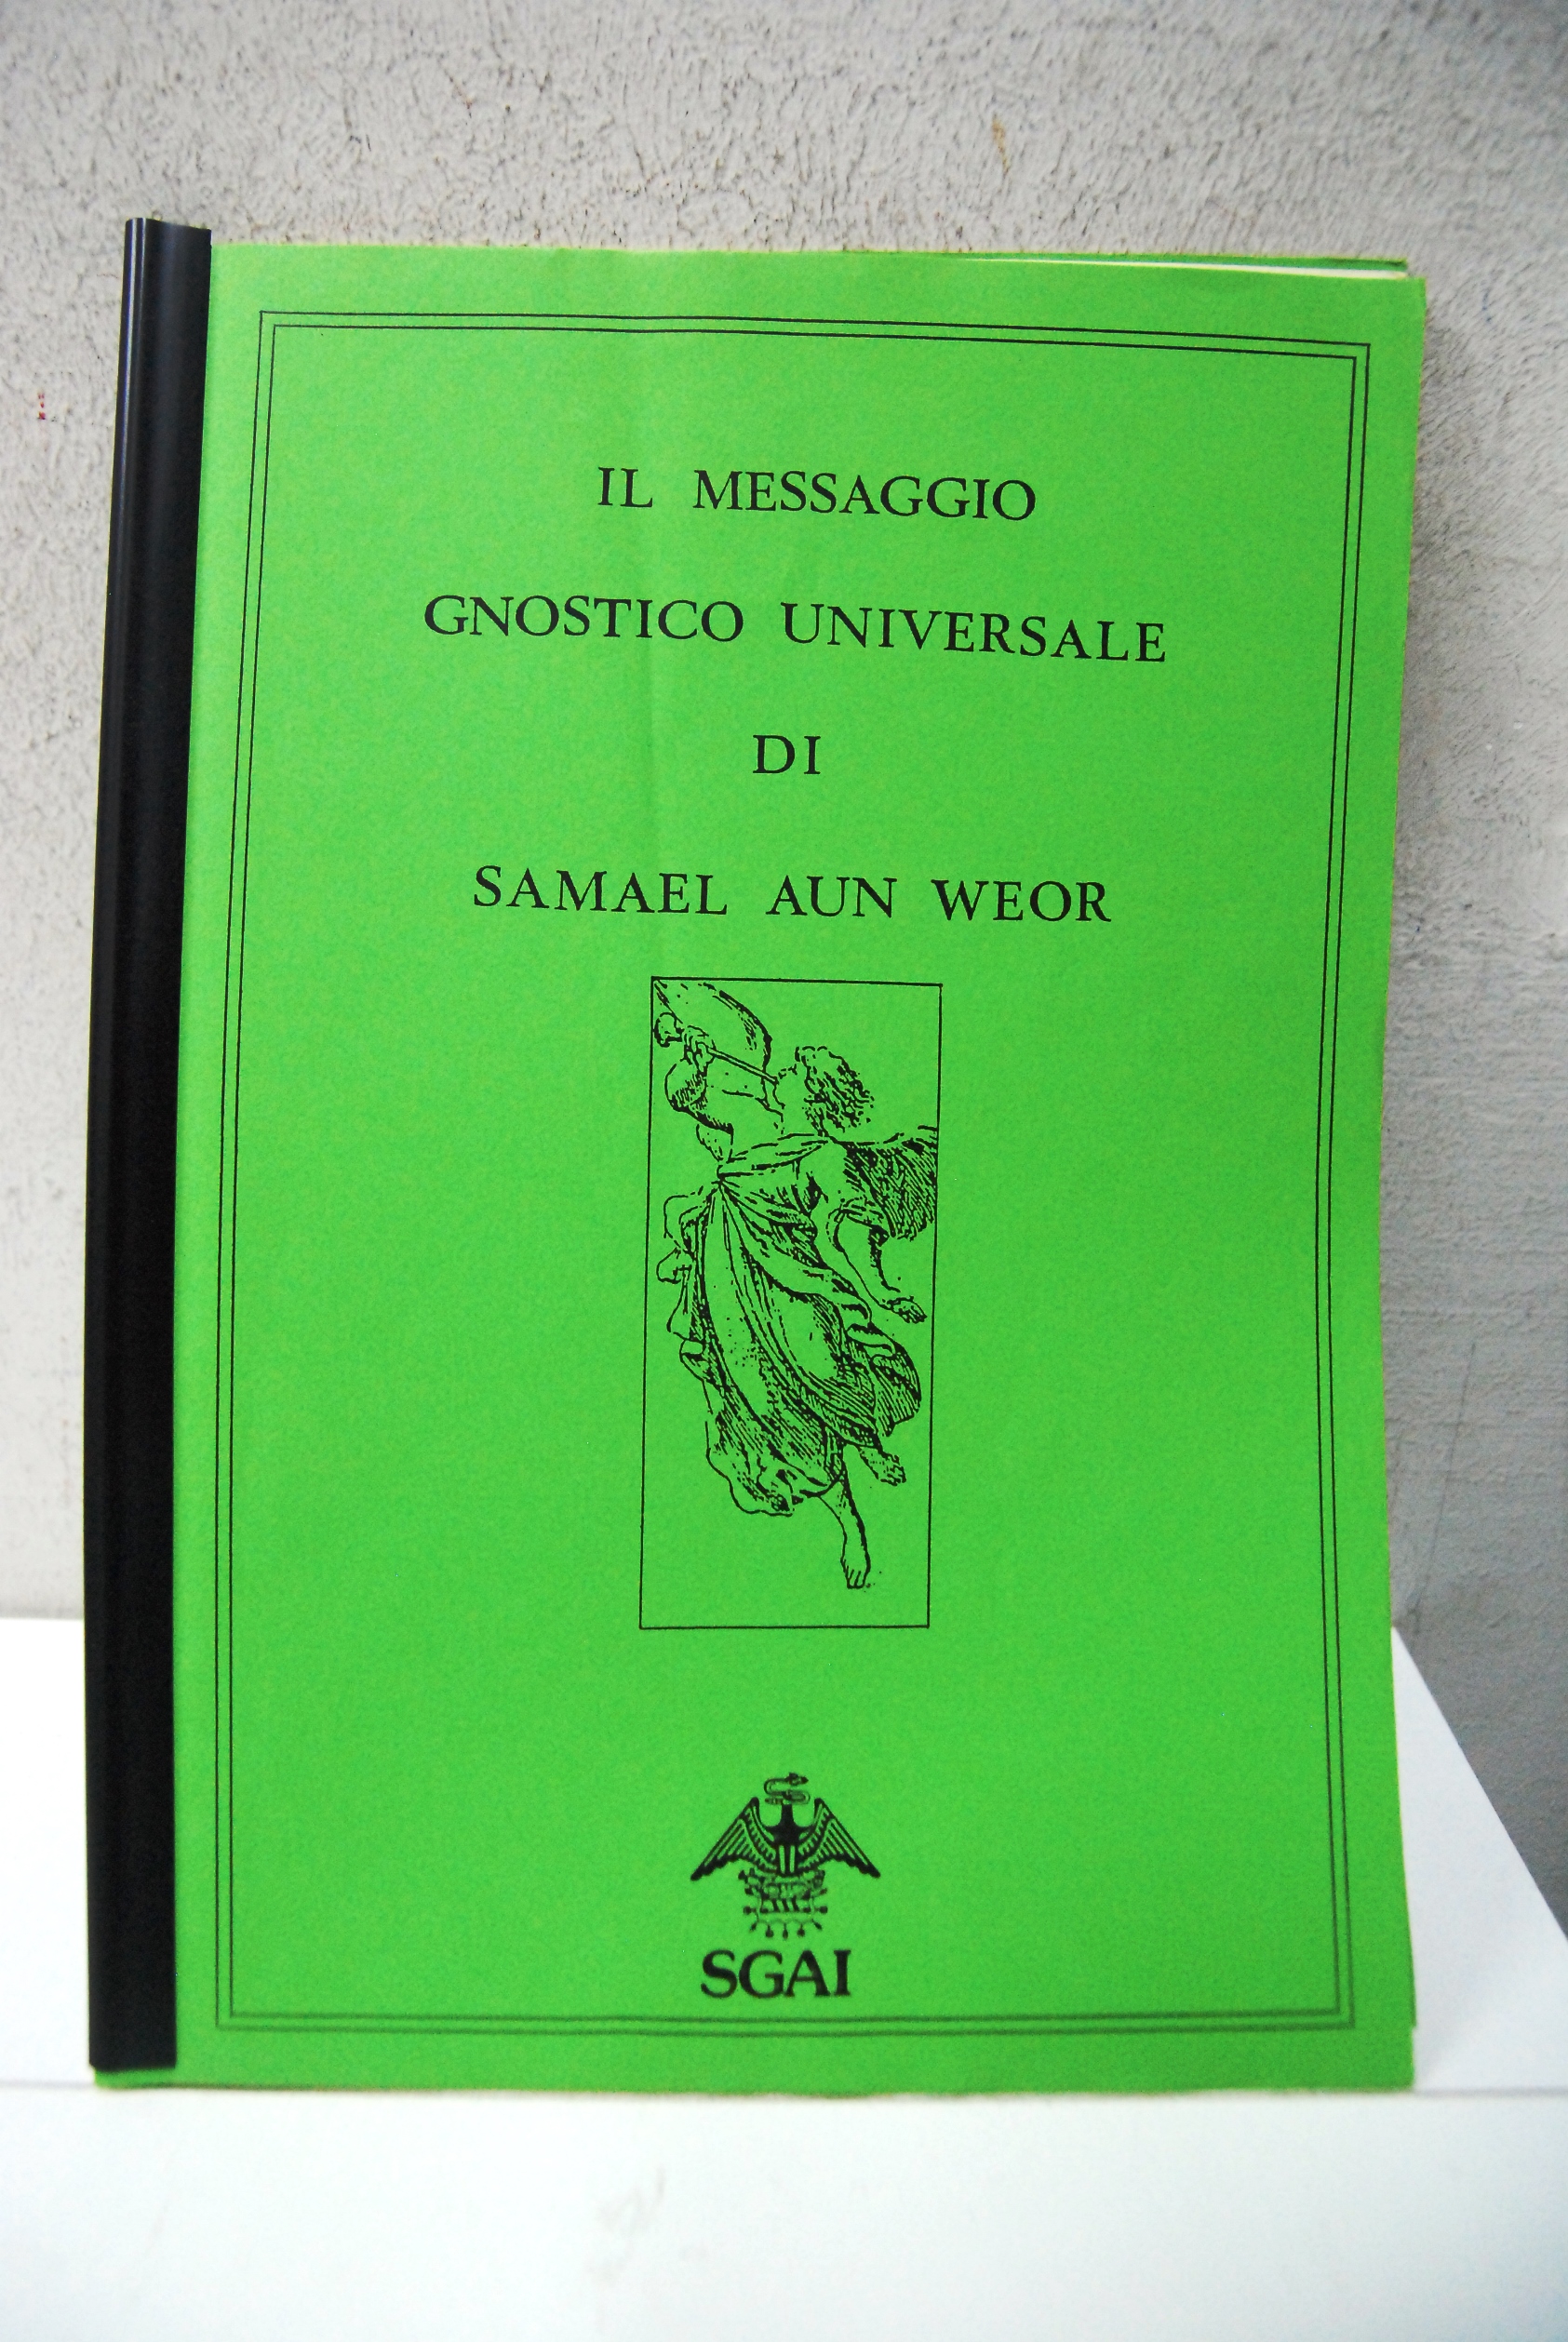 IL MESSAGGIO
GNOSTICO UNIVERSALE
DI
SAMAEL AUN WEOR
SGAI